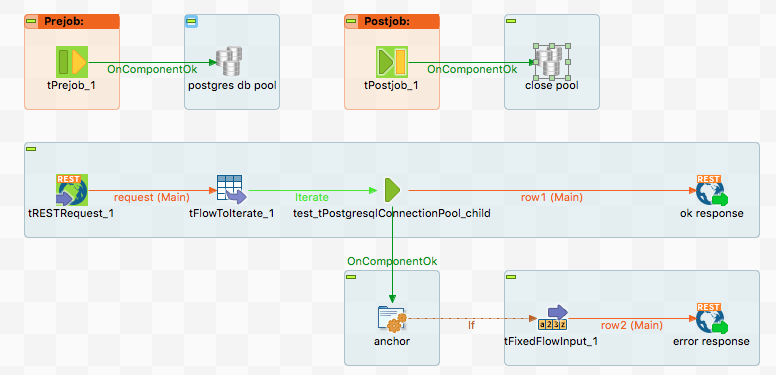 Prejob:
Postjob:
OnComponentOk
OnComponentOk
tPrejob_1
postgres db pool
tPostjob_1
close pool
REST
request (Main)
Iterate
row1 (Main)
REST
tRESTRequest_1
tFlowToIterate_1
test_tPostgresqlConnectionPool_child
ok response
OnComponentOk
If
a232
row2 (Main)
REST
anchor
tFixedFlowInput_1
error response